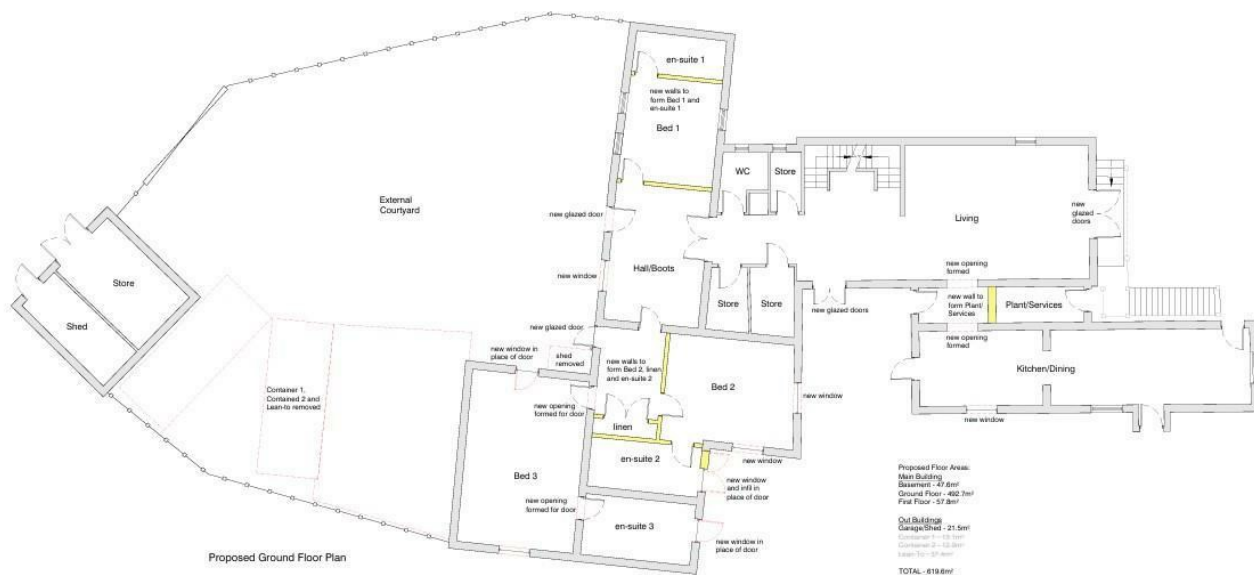 en-suite 1
new walls to
form Bed 1 and
en-suite 1
Bed 1
WC
Store
External
Courtyard
new glazed door
Living
new
glazed
doors
new window
Hall/Boots
new opening
formed
Store
Store
Store
new glazed doors
new wall to
form Plant/
Services
Plant/Services
Shed
new glazed door
new window in
place of door
shed
removed
new walls to
form Bed 2, linen
and en-suite 2
Bed 2
new opening
formed
Kitchen/Dining
Container 1,
Contained 2 and
Lean-to removed
new opening
formed for door
new window
new window
linen
en-suite 2
new window
Bed 3
new window
and infil in
place of door
new opening
formed for door
en-suite 3
new window in
place of door
Proposed Ground Floor Plan
Proposed Floor Areas:
Main Building
Basement - 47.6m²
Ground Floor - 492.7m²
First Floor - 57.8m²
Out Buildings
Garage/Shed - 21.5m²
TOTAL - 619.6m²